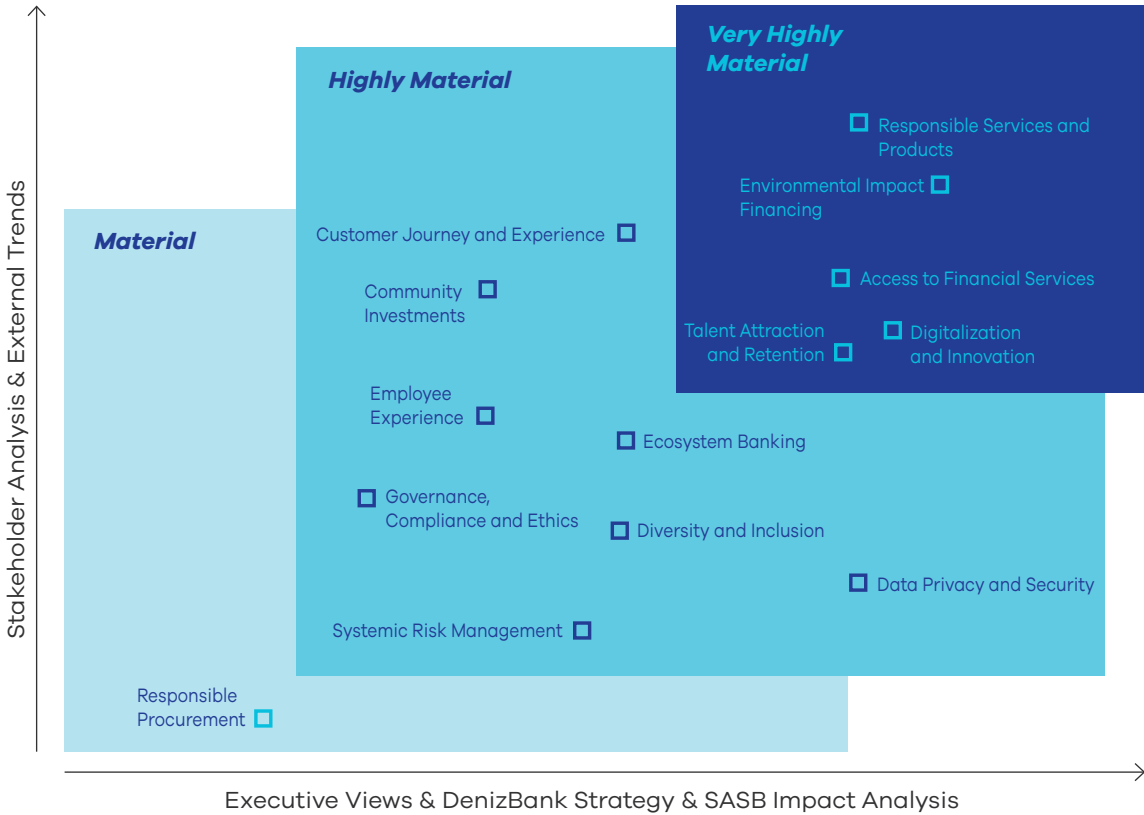 Very Highly
Material
Highly Material
Responsible Services and
Products
Environmental Impact
Financing
Material
Customer Journey and Experience
Access to Financial Services
Community
Investments
Talent Attraction
and Retention
Digitalization
and Innovation
Employee
Experience
Ecosystem Banking
Governance,
Compliance and Ethics
Diversity and Inclusion
Data Privacy and Security
Systemic Risk Management
Responsible
Procurement
Stakeholder Analysis & External Trends
Executive Views & DenizBank Strategy & SASB Impact Analysis